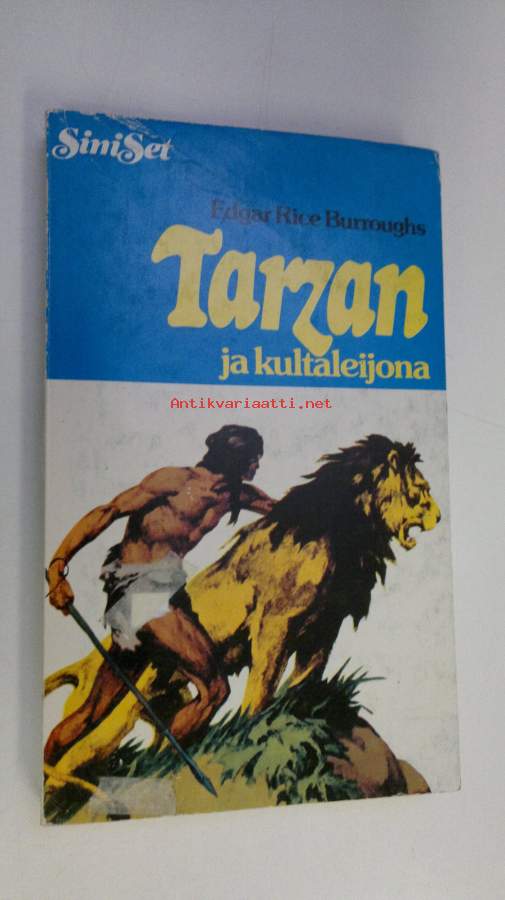 SiniSet
Edgar Rice Burroughs
Tarzan
ja kultaleijona
Antikvariaatti.net